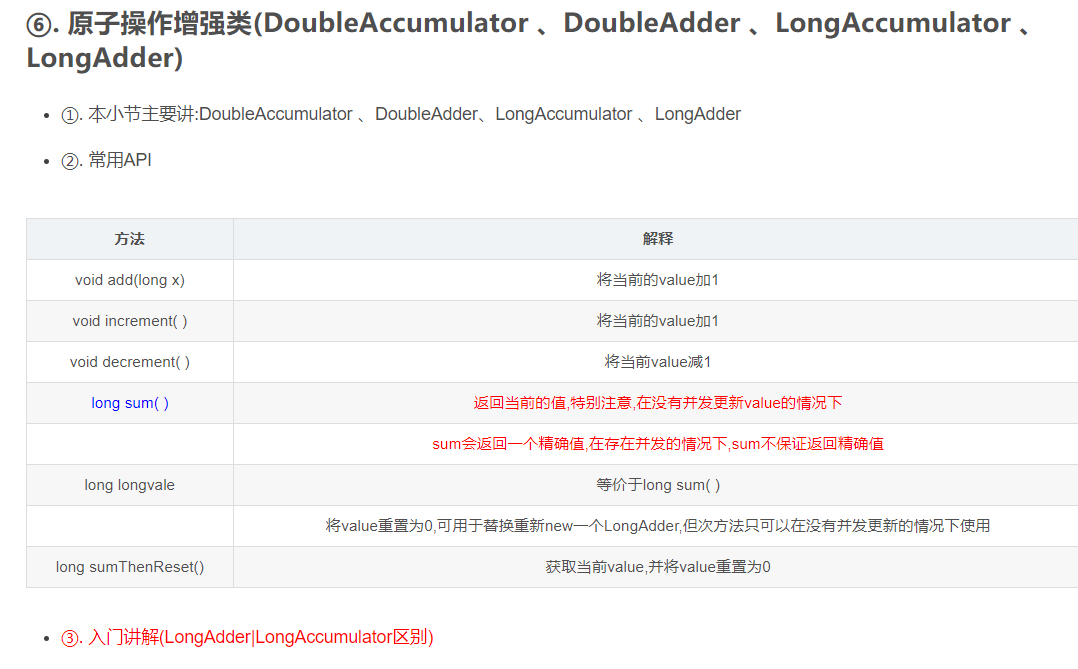 ⑥. 原子操作增强类(DoubleAccumulator 、DoubleAdder 、LongAccumulator 、
LongAdder)
①. 本小节主要讲:DoubleAccumulator 、DoubleAdder、LongAccumulator 、LongAdder
②. 常用API
方法 解释
void add(long x) 将当前的value加1
void increment( ) 将当前的value加1
void decrement( ) 将当前value减1
long sum( ) 返回当前的值,特别注意,在没有并发更新value的情况下
sum会返回一个精确值,在存在并发的情况下,sum不保证返回精确值
long longvale 等价于long sum( )
将value重置为0,可用于替换重新new一个LongAdder,但次方法只可以在没有并发更新的情况下使用
long sumThenReset() 获取当前value,并将value重置为0
③. 入门讲解(LongAdder|LongAccumulator区别)